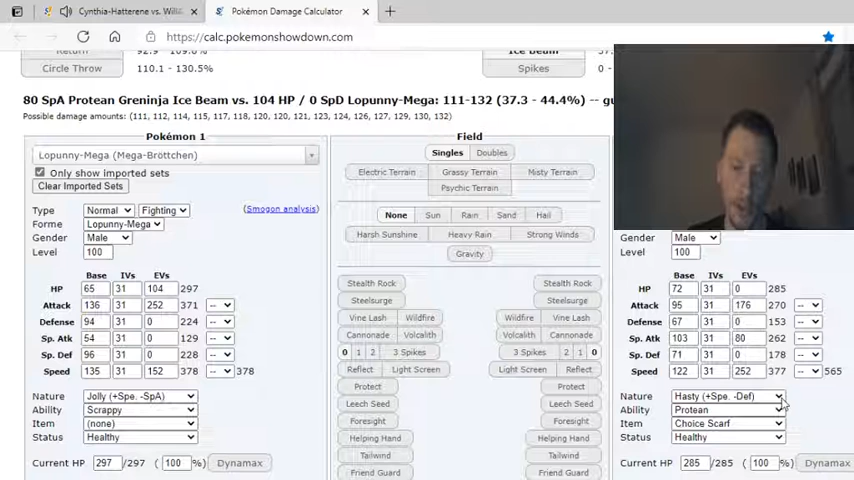 Cynthia-Hatterene vs. Willi
Pokémon Damage Calculator
https://calc.pokemonshowdown.com
Return 92.9 - 109.6%
Circle Throw 110.1 - 130.5%
Ice Beam 37.
Spikes 0 -
80 SpA Protean Greninja Ice Beam vs. 104 HP / 0 SpD Lopunny-Mega: 111-132 (37.3 - 44.4%) -- gu
Possible damage amounts: (111, 112, 114, 115, 117, 118, 120, 120, 121, 123, 124, 126, 127, 129, 130, 132)
Pokémon 1
Lopunny-Mega (Mega-Bröttchen)
Only show imported sets
Clear Imported Sets
Type Normal Fighting (Smogon analysis)
Forme Lopunny-Mega
Gender Male
Level 100
Base IVs EVs
HP 65 31 104 297
Attack 136 31 252 371 --
Defense 94 31 0 224 --
Sp. Atk 54 31 0 129 --
Sp. Def 96 31 0 228 --
Speed 135 31 152 378 -- 378
Nature Jolly (+Spe. -SpA)
Ability Scrappy
Item (none)
Status Healthy
Current HP 297 /297 ( 100 %) Dynamax
Field
Singles Doubles
Electric Terrain Grassy Terrain Misty Terrain
Psychic Terrain
None Sun Rain Sand Hail
Harsh Sunshine Heavy Rain Strong Winds
Gravity
Stealth Rock Stealth Rock
Steelsurge Steelsurge
Vine Lash Wildfire Wildfire Vine Lash
Cannonade Volcalith Volcalith Cannonade
0 1 2 3 Spikes 3 Spikes 2 1 0
Reflect Light Screen Light Screen Reflect
Protect Protect
Leech Seed Leech Seed
Foresight Foresight
Helping Hand Helping Hand
Tailwind Tailwind
Friend Guard Friend Guard
Gender Male
Level 100
Base IVs EVs
HP 72 31 0 285
Attack 95 31 176 270 --
Defense 67 31 0 153 --
Sp. Atk 103 31 80 262 --
Sp. Def 71 31 0 178 --
Speed 122 31 252 377 -- 565
Nature Hasty (+Spe. -Def)
Ability Protean
Item Choice Scarf
Status Healthy
Current HP 285 /285 ( 100 %) Dynamax